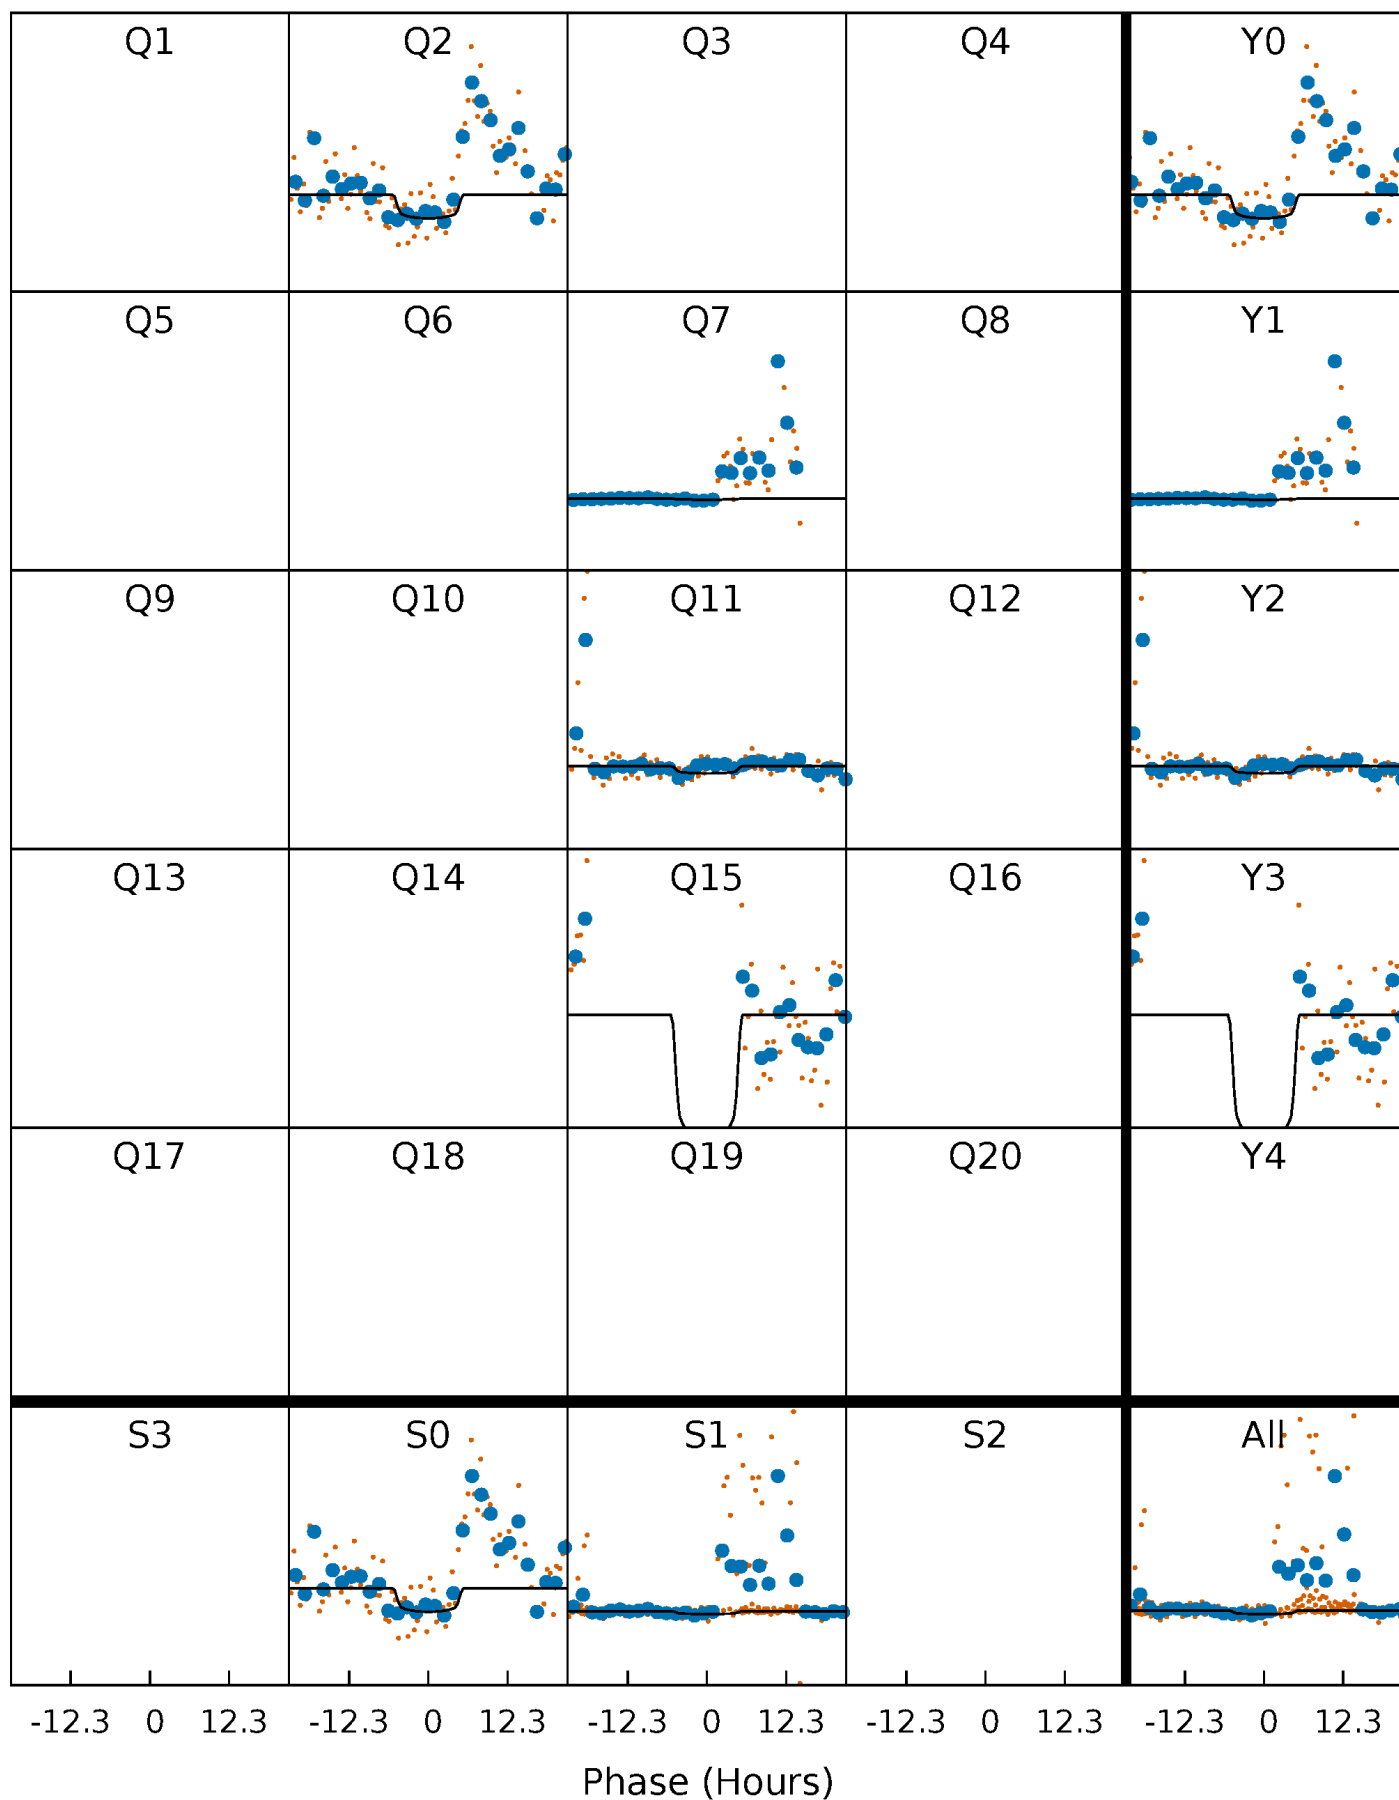 Q1 Q2 Q3 Q4 Y0
Q5 Q6 Q7 Q8 Y1
Q9 Q10 Q11 Q12 Y2
Q13 Q14 Q15 Q16 Y3
Q17 Q18 Q19 Q20 Y4
S3 S0 S1 S2 All
-12.3 0 12.3 -12.3 0 12.3 -12.3 0 12.3 -12.3 0 12.3 -12.3 0 12.3
Phase (Hours)